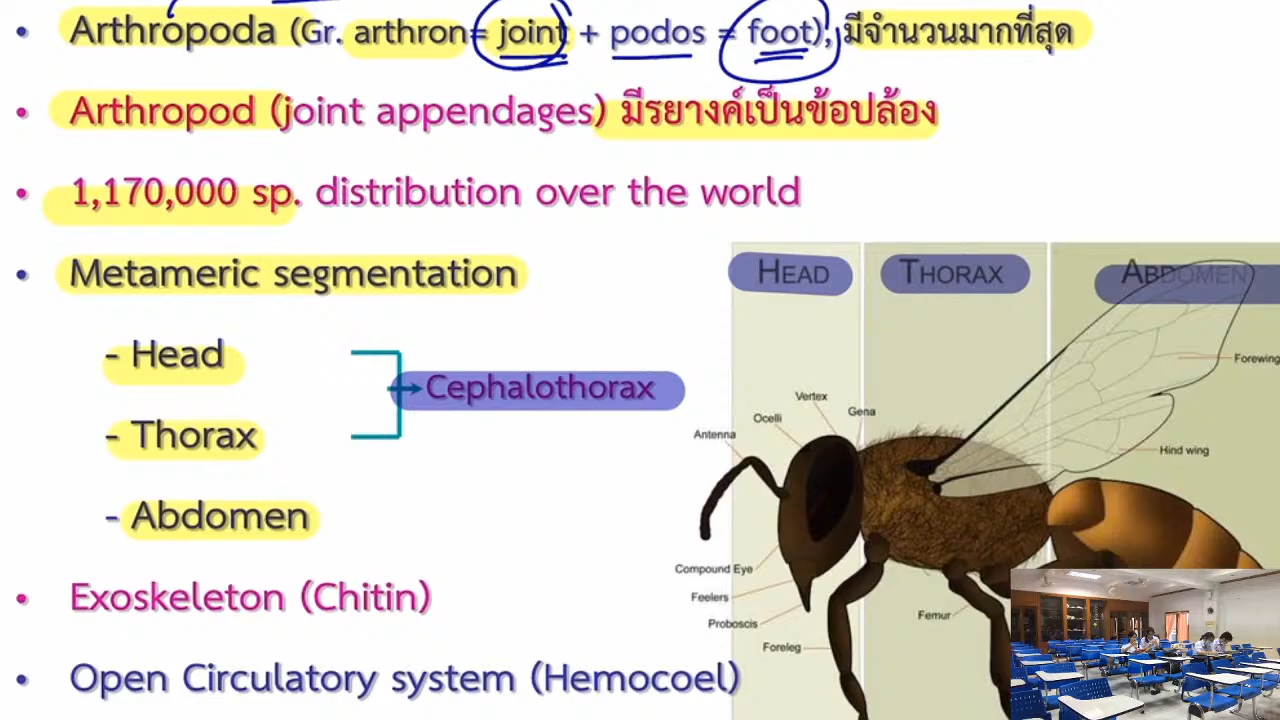 • Arthropoda (Gr. arthron= joint + podos = foot), มีจำนวนมากที่สุด
• Arthropod (joint appendages) มีรยางค์เป็นข้อปล้อง
• 1,170,000 sp. distribution over the world
• Metameric segmentation
- Head
- Thorax
- Abdomen
Cephalothorax
• Exoskeleton (Chitin)
• Open Circulatory system (Hemocoel)
HEAD
THORAX
ABDOMEN
Forewing
Hind wing
Vertex
Gena
Ocelli
Antenna
Compound Eye
Feelers
Proboscis
Foreleg
Femur